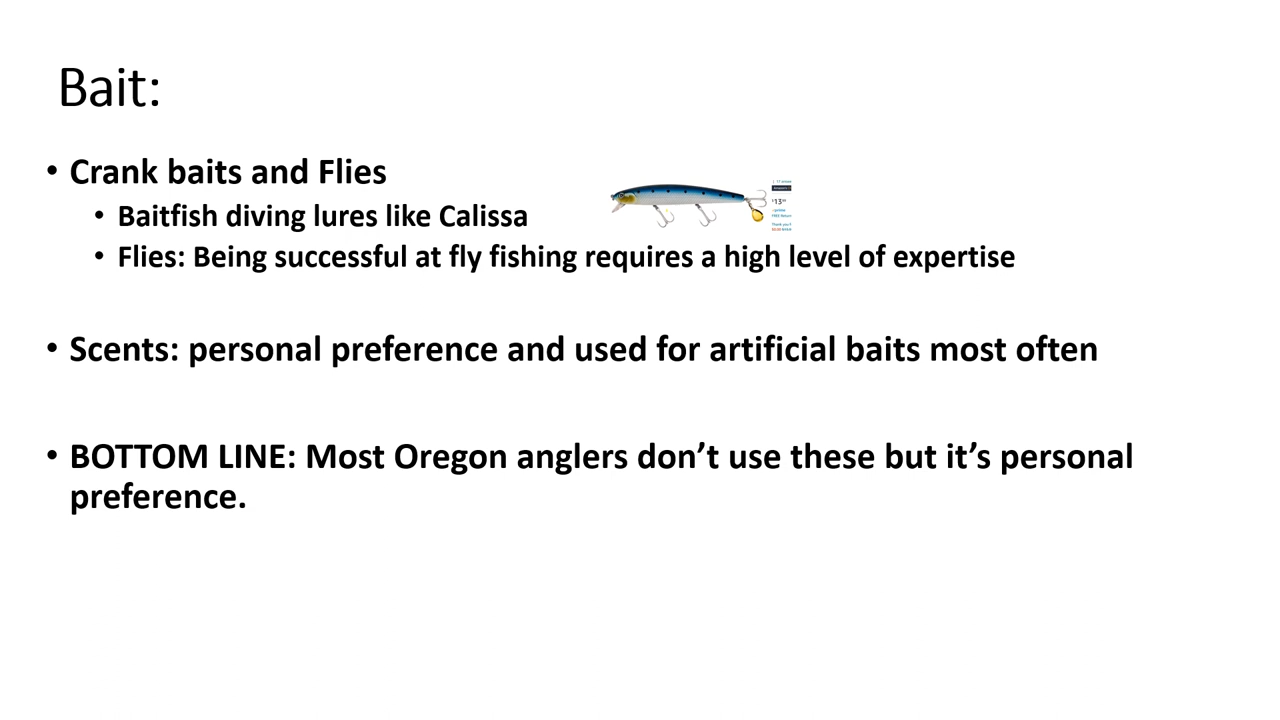 Bait:
• Crank baits and Flies
• Baitfish diving lures like Calissa
• Flies: Being successful at fly fishing requires a high level of expertise
• Scents: personal preference and used for artificial baits most often
• BOTTOM LINE: Most Oregon anglers don’t use these but it’s personal
preference.